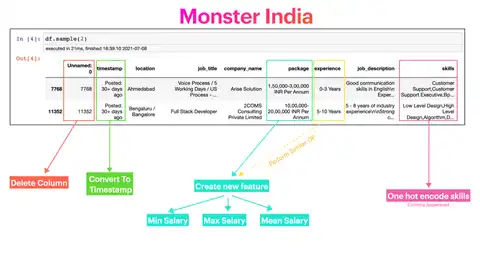 Monster India
In [4]: df.sample(2)
executed in 21ms, finished 16:39:10 2021-07-08
Out[4]:
Unnamed: 0 timestamp location job_title company_name package experience job_description skills
7768 7768 Posted: 30+ days ago Ahmedabad Voice Process / 5 Working Days / US Process - ... Arise Solution 1,50,000-3,00,000 INR Per Annum 0-3 Years Good communication skills in English\n Exper... Customer Support,Customer Support Executive,Bp...
11352 11352 Posted: 30+ days ago Bengaluru / Bangalore Full Stack Developer 2COMS Consulting Private Limited 10,00,000-20,00,000 INR Per Annum 5-10 Years 5 - 8 years of industry experience\r\nStrong c... Low Level Design,High Level Design,Algorithm,D...
Perform Similar OP
Delete Column
Convert To
Timestamp
Create new feature
One hot encode skills
Comma Seperated
Min Salary
Max Salary
Mean Salary